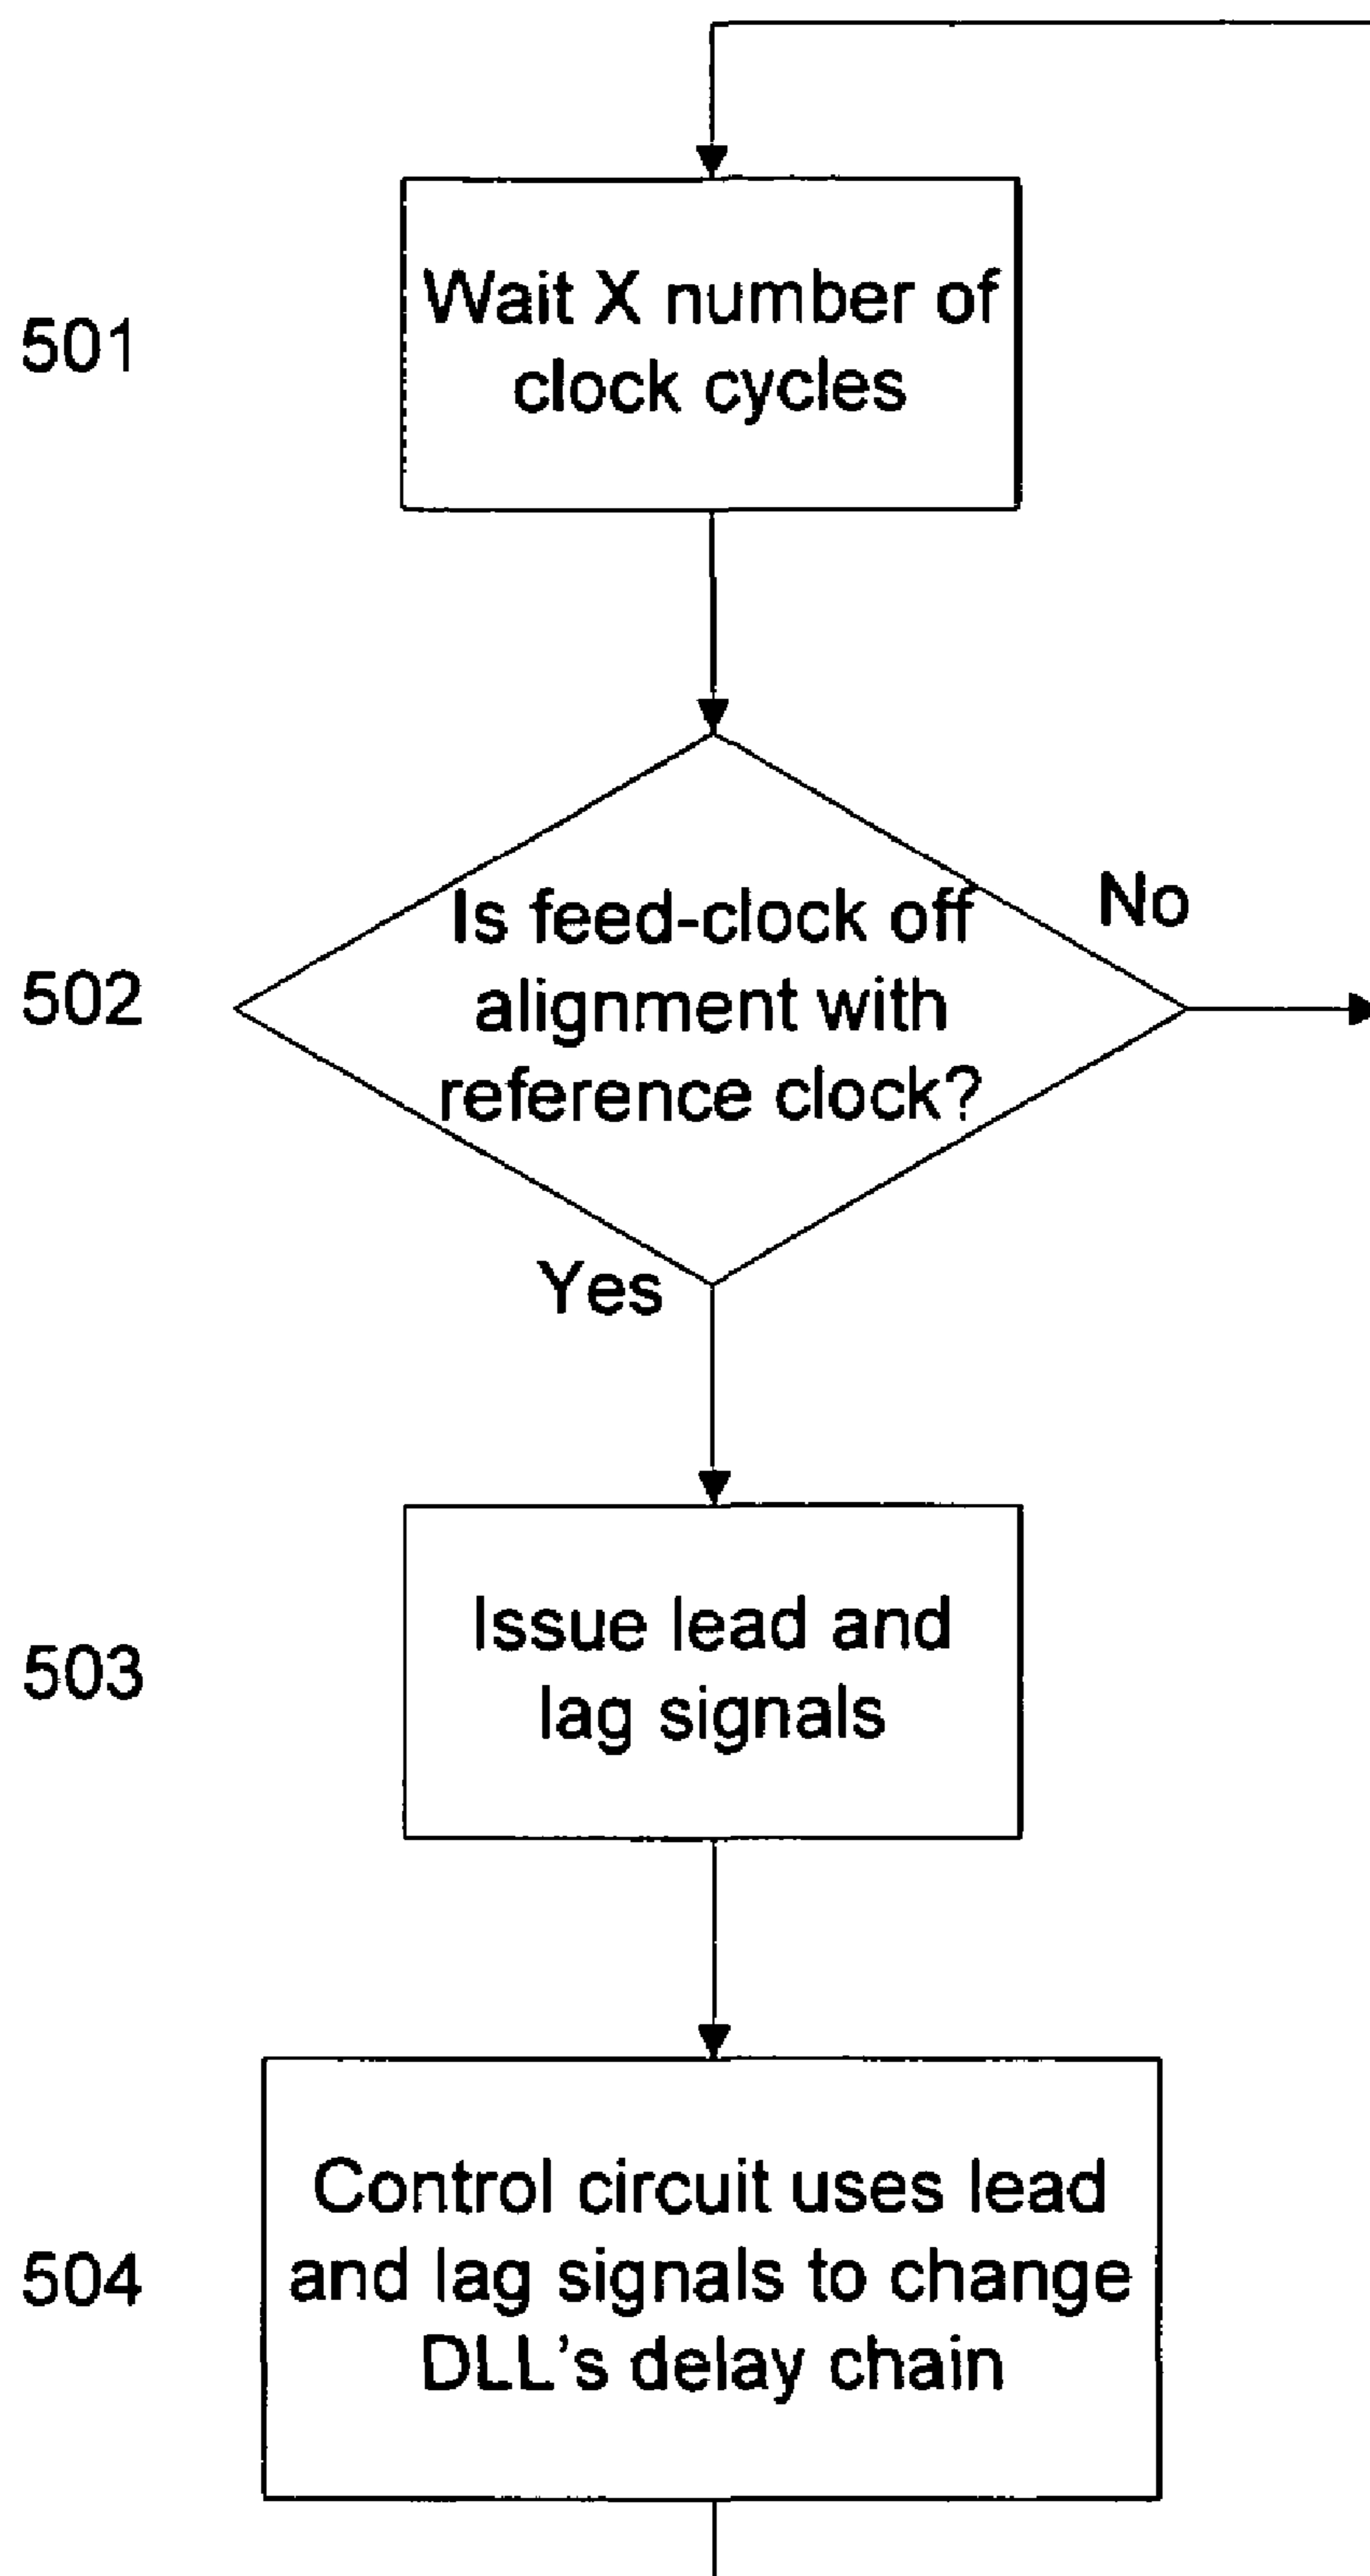 501
Wait X number of
clock cycles
502
Is feed-clock off
alignment with
reference clock?
No
Yes
503
Issue lead and
lag signals
504
Control circuit uses lead
and lag signals to change
DLL's delay chain